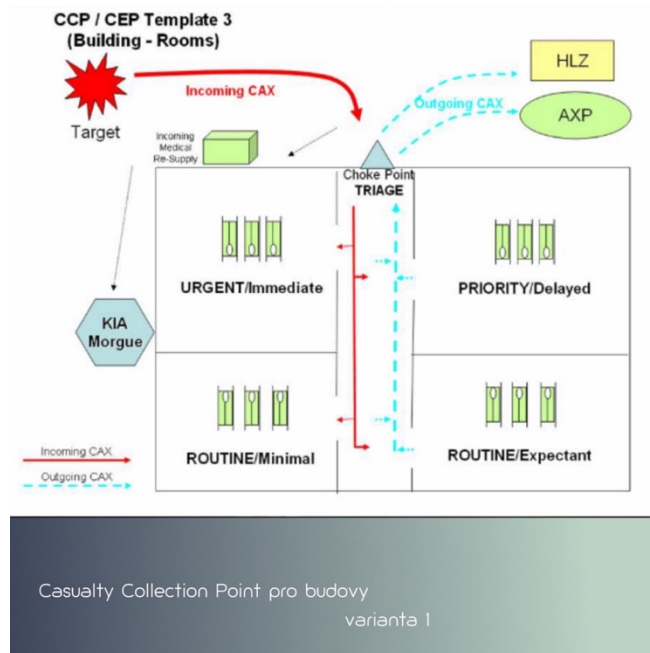 CCP / CEP Template 3
(Building - Rooms)
HLZ
Incoming CAX
Outgoing CAX
AXP
Target
Incoming
Medical
Re-Supply
Choke Point
TRIAGE
URGENT/Immediate
PRIORITY/Delayed
KIA
Morgue
ROUTINE/Minimal
ROUTINE/Expectant
Incoming CAX
Outgoing CAX
Casualty Collection Point pro budovy
varianta 1